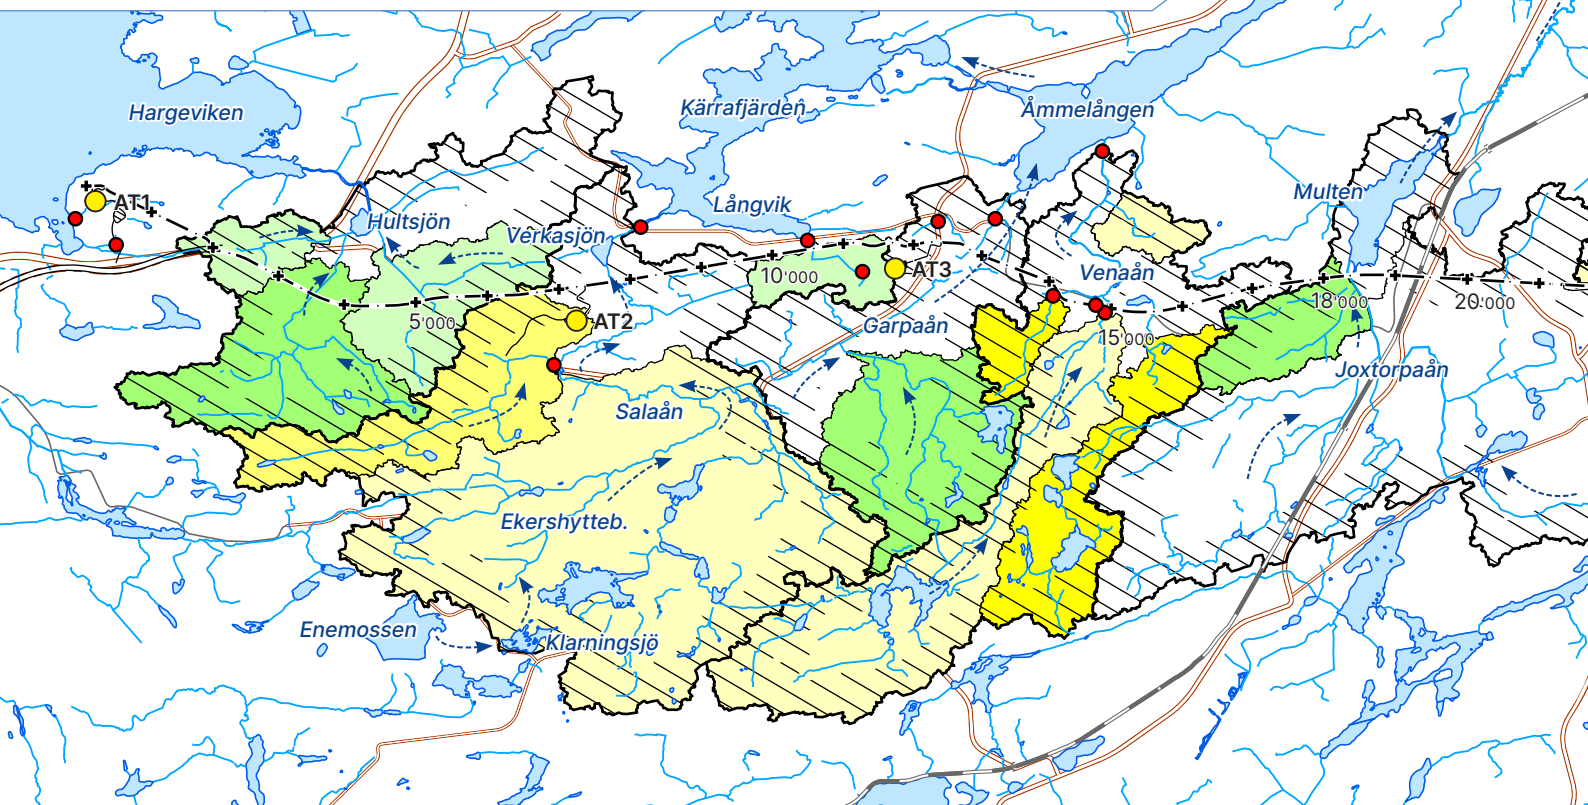 Hargeviken
Kärrafjärden
Åmmelången
AT1
Hultsjön
Verkasjön
Långvik
Multen
10'000
AT3
Venaån
5'000
AT2
Garpaån
15'000
18'000
20'000
Joxtorpaån
Salaån
Ekershytteb.
Enemossen
Klarningsjö